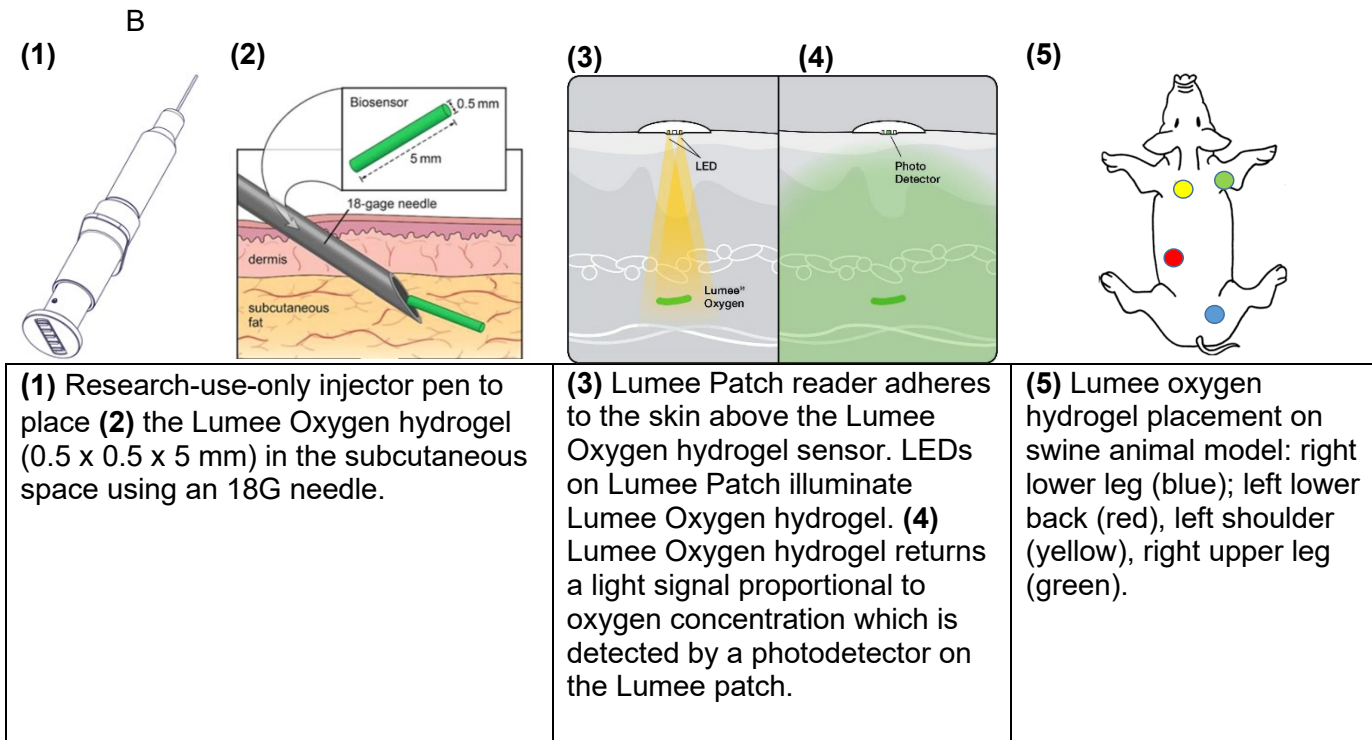 B
(1)
(2)
(3)
(4)
(5)
Biosensor
0.5 mm
5 mm
18-gage needle
dermis
subcutaneous
fat
LED
Lumee™
Oxygen
Photo
Detector
(1) Research-use-only injector pen to
place (2) the Lumee Oxygen hydrogel
(0.5 x 0.5 x 5 mm) in the subcutaneous
space using an 18G needle.
(3) Lumee Patch reader adheres
to the skin above the Lumee
Oxygen hydrogel sensor. LEDs
on Lumee Patch illuminate
Lumee Oxygen hydrogel. (4)
Lumee Oxygen hydrogel returns
a light signal proportional to
oxygen concentration which is
detected by a photodetector on
the Lumee patch.
(5) Lumee oxygen
hydrogel placement on
swine animal model: right
lower leg (blue); left lower
back (red), left shoulder
(yellow), right upper leg
(green).